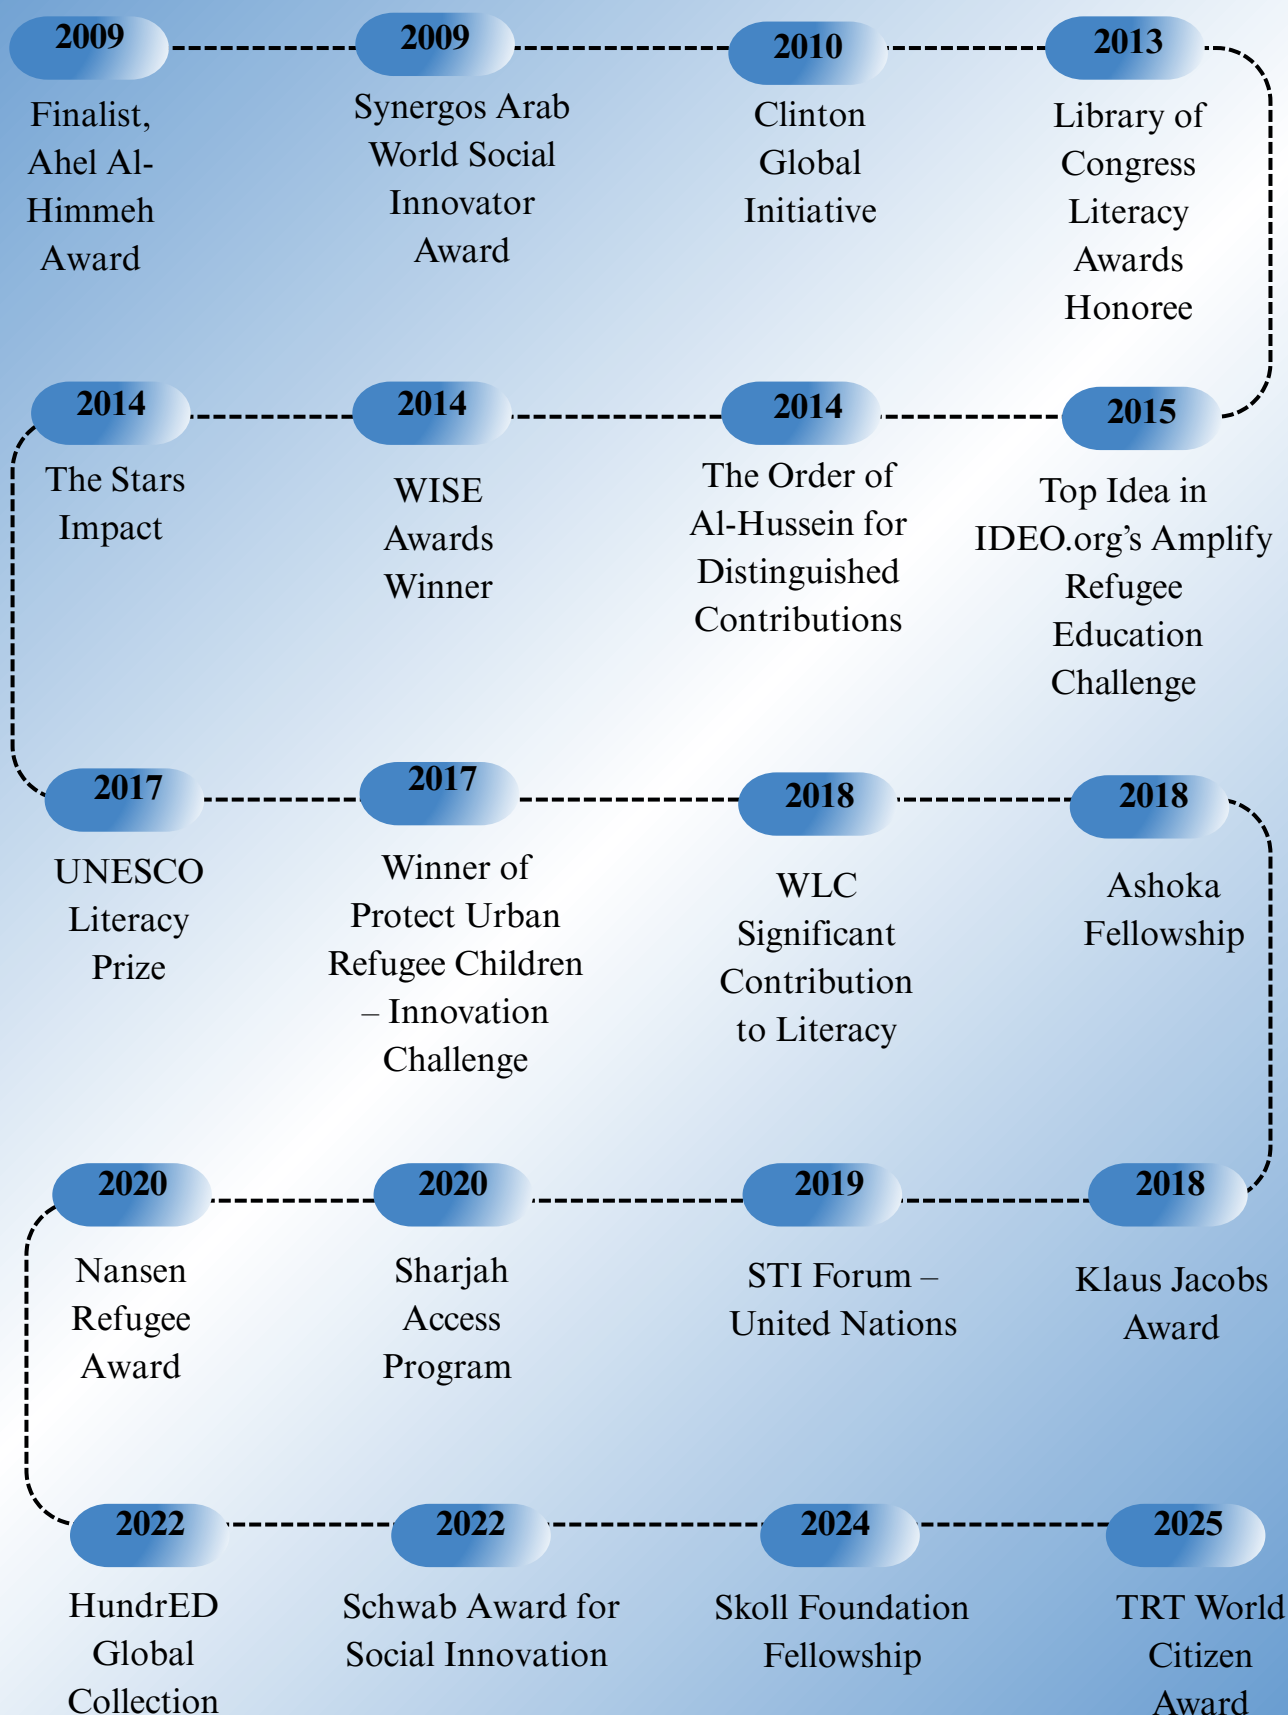 2009
Finalist,
Ahel Al-
Himmeh
Award
2009
Synergos Arab
World Social
Innovator
Award
2010
Clinton
Global
Initiative
2013
Library of
Congress
Literacy
Awards
Honoree
2014
The Stars
Impact
2014
WISE
Awards
Winner
2014
The Order of
Al-Hussein for
Distinguished
Contributions
2015
Top Idea in
IDEO.org’s Amplify
Refugee
Education
Challenge
2017
UNESCO
Literacy
Prize
2017
Winner of
Protect Urban
Refugee Children
– Innovation
Challenge
2018
WLC
Significant
Contribution
to Literacy
2018
Ashoka
Fellowship
2020
Nansen
Refugee
Award
2020
Sharjah
Access
Program
2019
STI Forum –
United Nations
2018
Klaus Jacobs
Award
2022
HundrED
Global
Collection
2022
Schwab Award for
Social Innovation
2024
Skoll Foundation
Fellowship
2025
TRT World
Citizen
Award